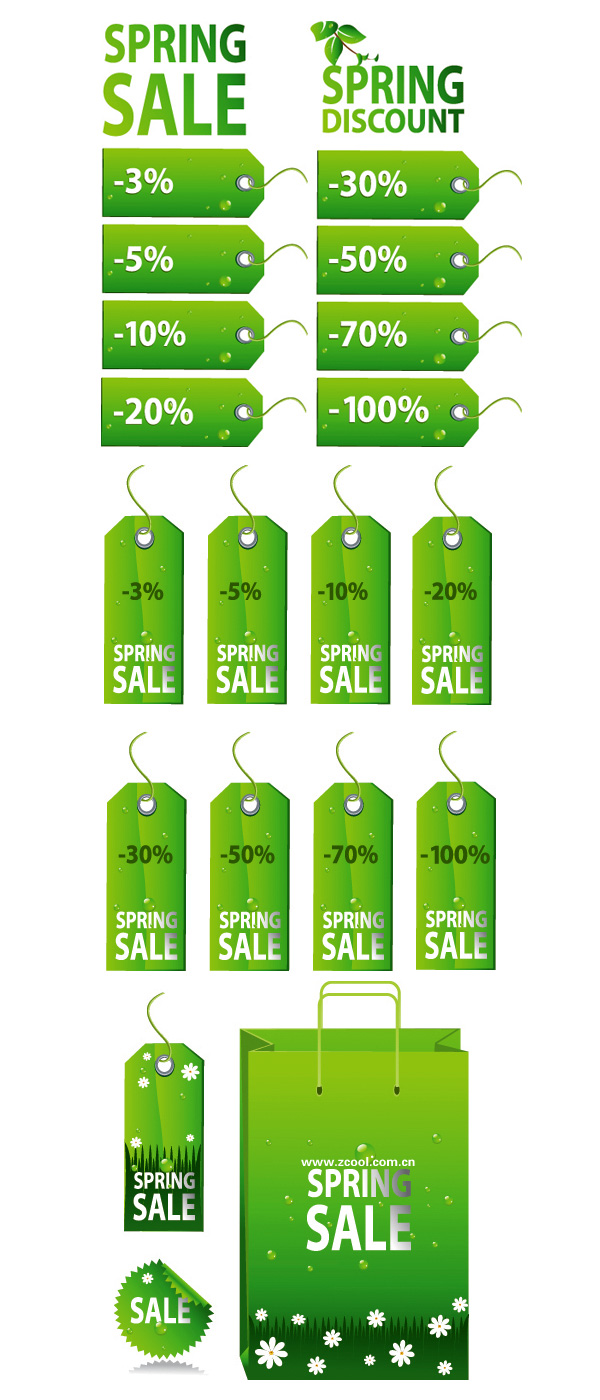 SPRING
SALE
SPRING
DISCOUNT
-3%
-30%
-5%
-50%
-10%
-70%
-20%
-100%
-3%
SPRING
SALE
-5%
SPRING
SALE
-10%
SPRING
SALE
-20%
SPRING
SALE
-30%
SPRING
SALE
-50%
SPRING
SALE
-70%
SPRING
SALE
-100%
SPRING
SALE
SPRING
SALE
www.zcool.com.cn
SPRING
SALE
SALE